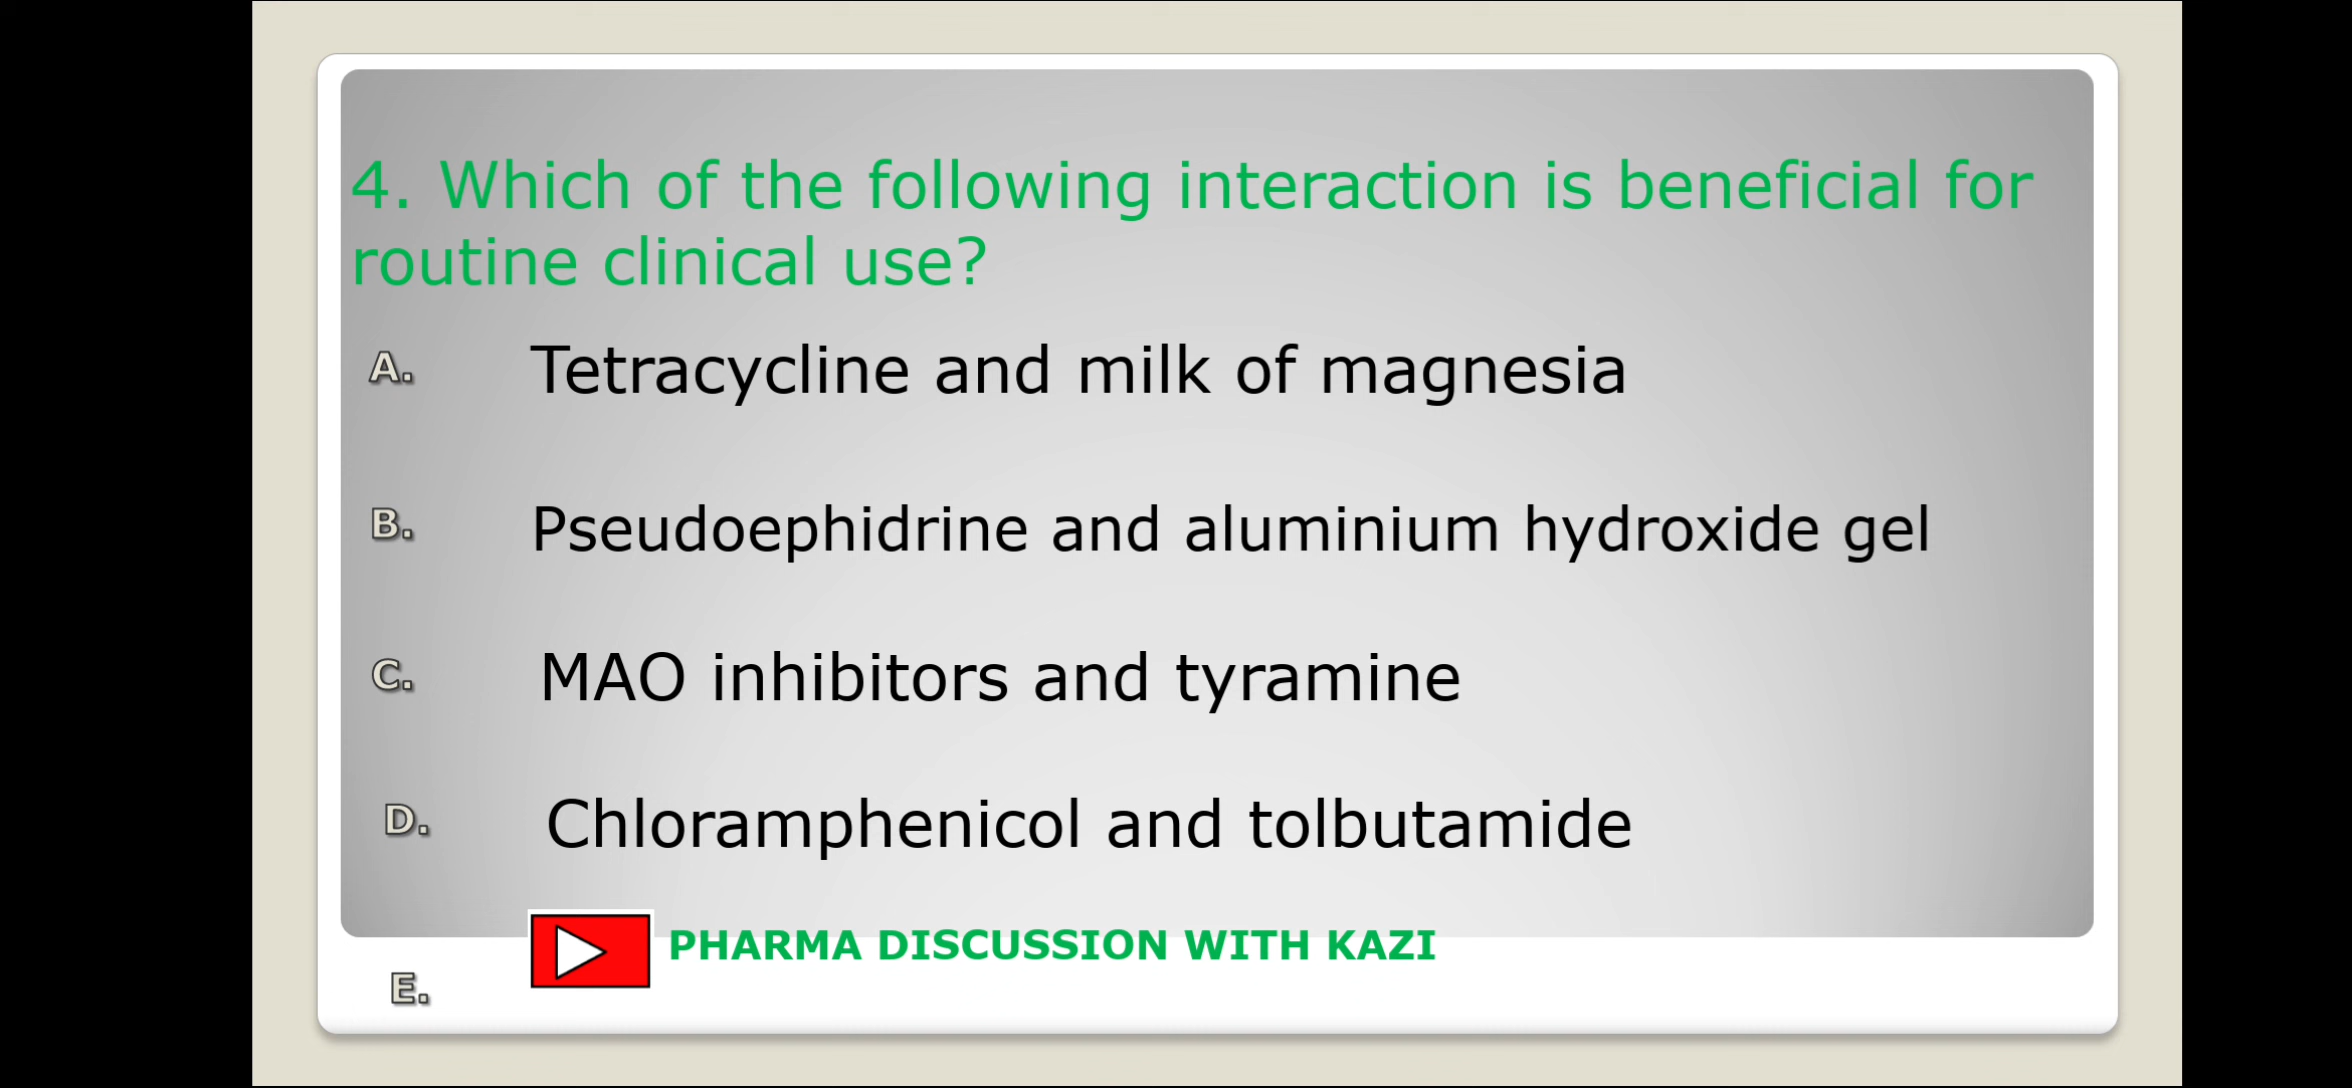 4. Which of the following interaction is beneficial for
routine clinical use?
A. Tetracycline and milk of magnesia
B. Pseudoephidrine and aluminium hydroxide gel
C. MAO inhibitors and tyramine
D. Chloramphenicol and tolbutamide
PHARMA DISCUSSION WITH KAZI
E.